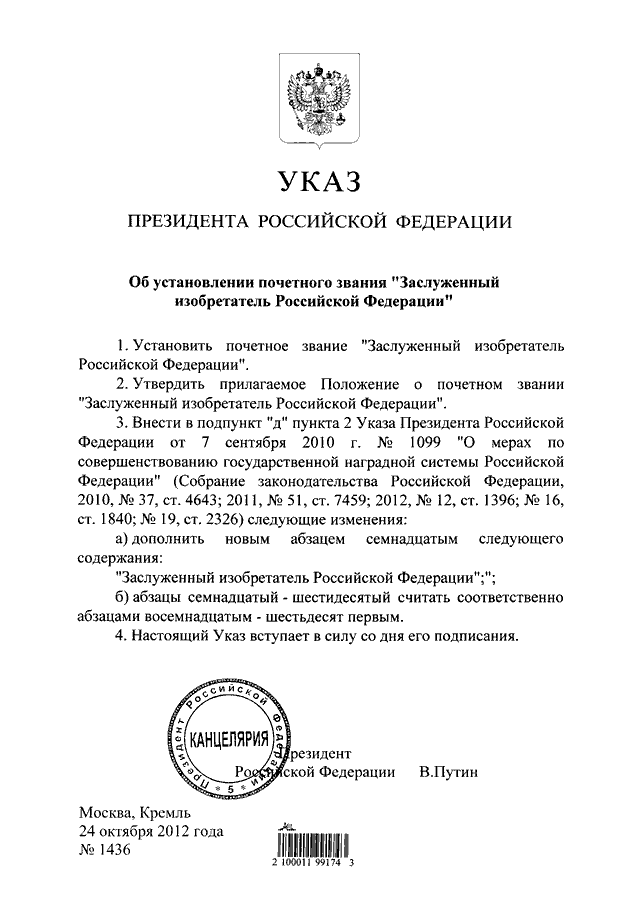 УКАЗ
ПРЕЗИДЕНТА РОССИЙСКОЙ ФЕДЕРАЦИИ
Об установлении почетного звания "Заслуженный
изобретатель Российской Федерации"
1. Установить почетное звание "Заслуженный изобретатель
Российской Федерации".
2. Утвердить прилагаемое Положение о почетном звании
"Заслуженный изобретатель Российской Федерации".
3. Внести в подпункт "д" пункта 2 Указа Президента Российской
Федерации от 7 сентября 2010 г. № 1099 "О мерах по
совершенствованию государственной наградной системы Российской
Федерации" (Собрание законодательства Российской Федерации,
2010, № 37, ст. 4643; 2011, № 51, ст. 7459; 2012, № 12, ст. 1396; № 16,
ст. 1840; № 19, ст. 2326) следующие изменения:
а) дополнить новым абзацем семнадцатым следующего
содержания:
"Заслуженный изобретатель Российской Федерации";";
б) абзацы семнадцатый - шестидесятый считать соответственно
абзацами восемнадцатым - шестьдесят первым.
4. Настоящий Указ вступает в силу со дня его подписания.
Президент Российской Федерации
КАНЦЕЛЯРИЯ
* 5 *
Президент
Российской Федерации В.Путин
Москва, Кремль
24 октября 2012 года
№ 1436
2 100011 99174 3